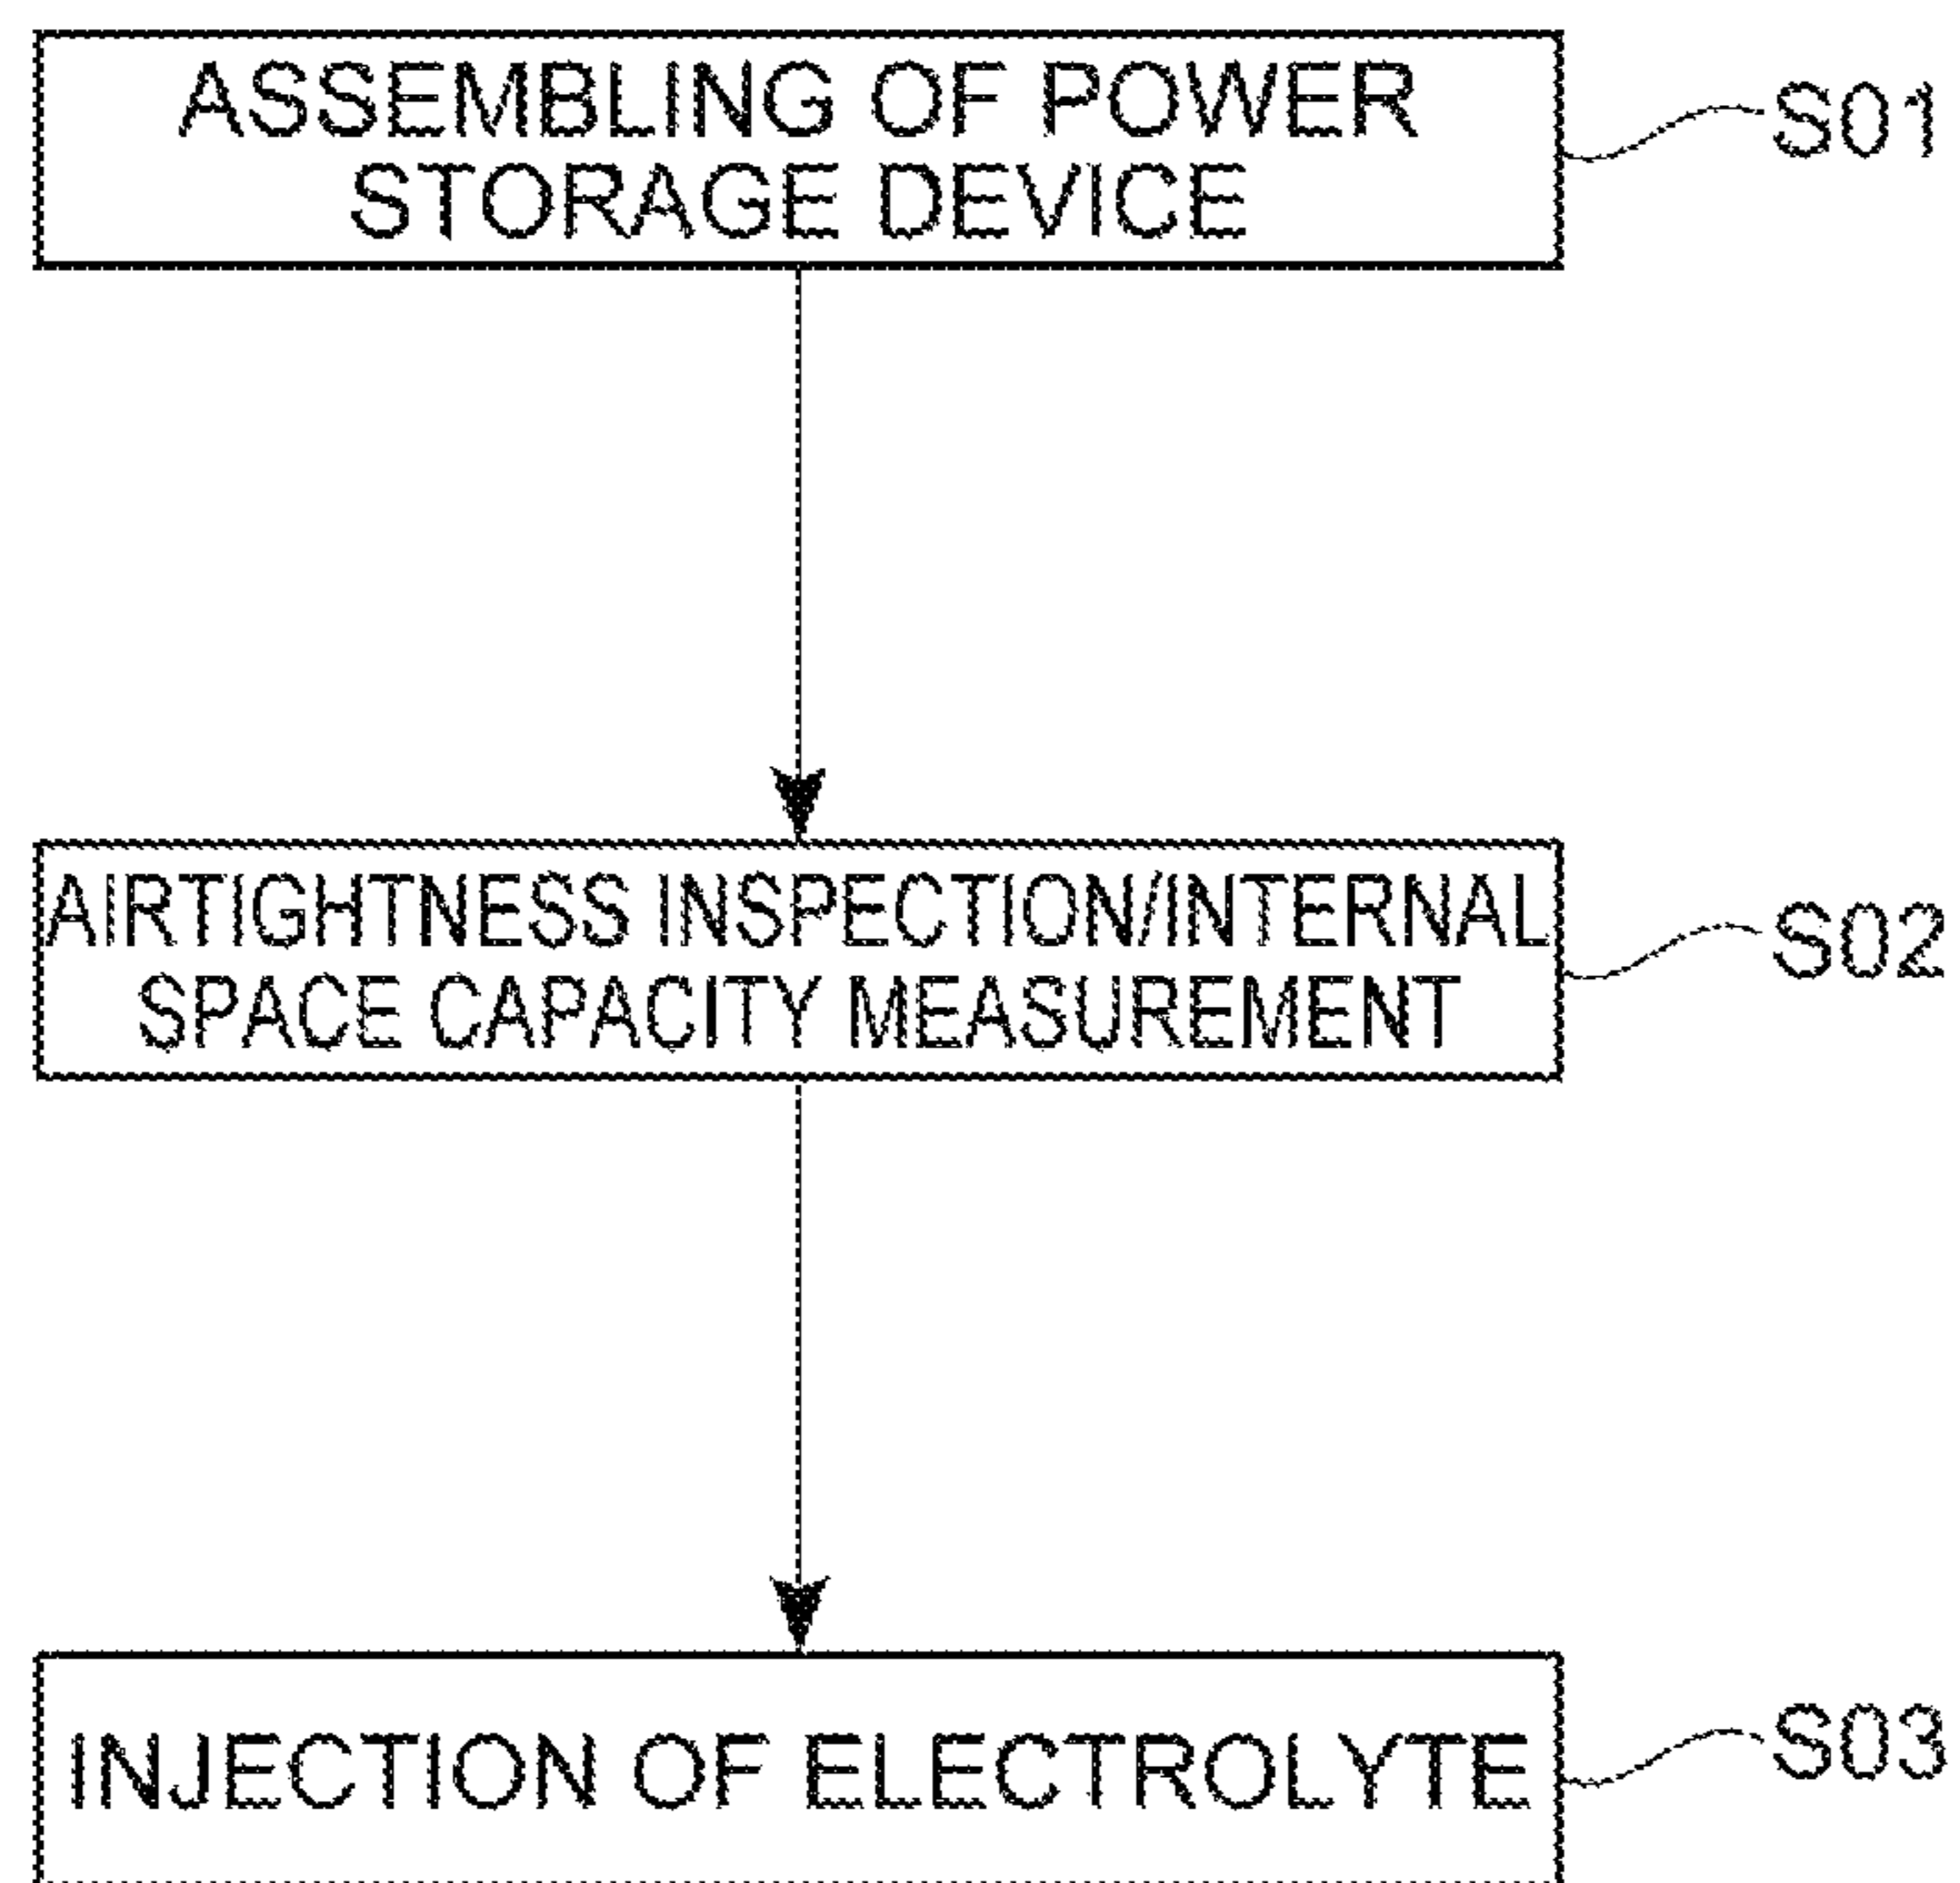 ASSEMBLING OF POWER
STORAGE DEVICE
S01
AIRTIGHTNESS INSPECTION/INTERNAL
SPACE CAPACITY MEASUREMENT
S02
INJECTION OF ELECTROLYTE
S03